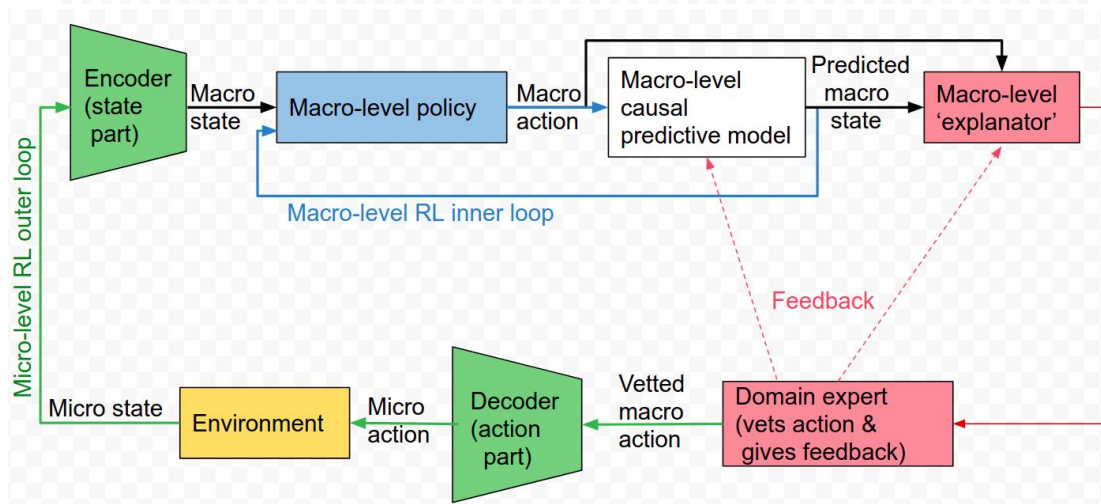 Encoder
(state
part)
Macro
state
Macro-level policy
Macro
action
Macro-level
causal
predictive model
Predicted
macro
state
Macro-level
‘explanator’
Macro-level RL inner loop
Micro-level RL outer loop
Feedback
Micro state
Environment
Micro
action
Decoder
(action
part)
Vetted
macro
action
Domain expert
(vets action &
gives feedback)